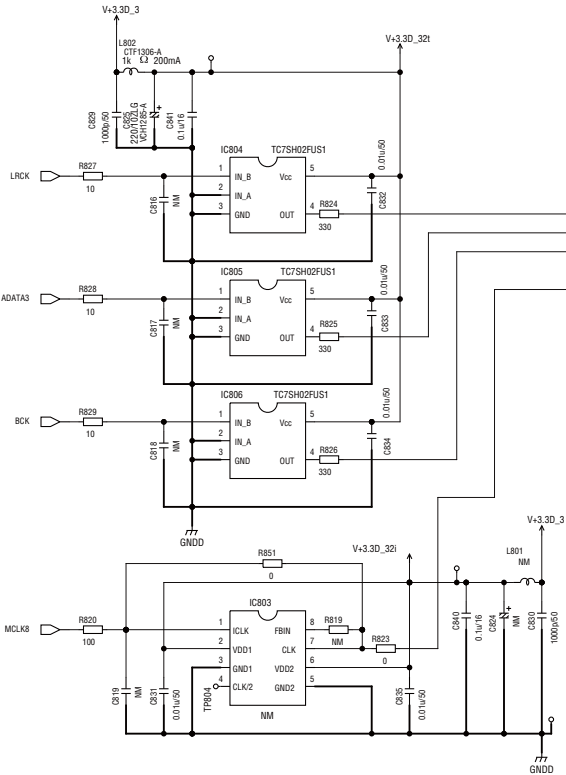 V+3.3D_3
V+3.3D_32t
L802
CTF1306-A
1k Ω 200mA
C829
1000p/50
C825
220/10ZLG
VCH1285-A
+
C841
0.1u/16
IC804
TC7SH02FUS1
0.01u/50
LRCK
R827
10
1
IN_B
Vcc
5
2
IN_A
C816
NM
3
GND
OUT
4
R824
330
C832
IC805
TC7SH02FUS1
0.01u/50
ADATA3
R828
10
1
IN_B
Vcc
5
2
IN_A
C817
NM
3
GND
OUT
4
R825
330
C833
IC806
TC7SH02FUS1
0.01u/50
BCK
R829
10
1
IN_B
Vcc
5
2
IN_A
C818
NM
3
GND
OUT
4
R826
330
C834
GNDD
V+3.3D_32i
V+3.3D_3
R851
0
L801
NM
IC803
MCLK8
R820
100
1
ICLK
FBIN
8
R819
NM
2
VDD1
CLK
7
R823
0
3
GND1
VDD2
6
4
CLK/2
GND2
5
TP804
NM
C819
NM
C831
0.01u/50
C835
0.01u/50
C840
0.1u/16
C824
NM
+
C830
1000p/50
GNDD